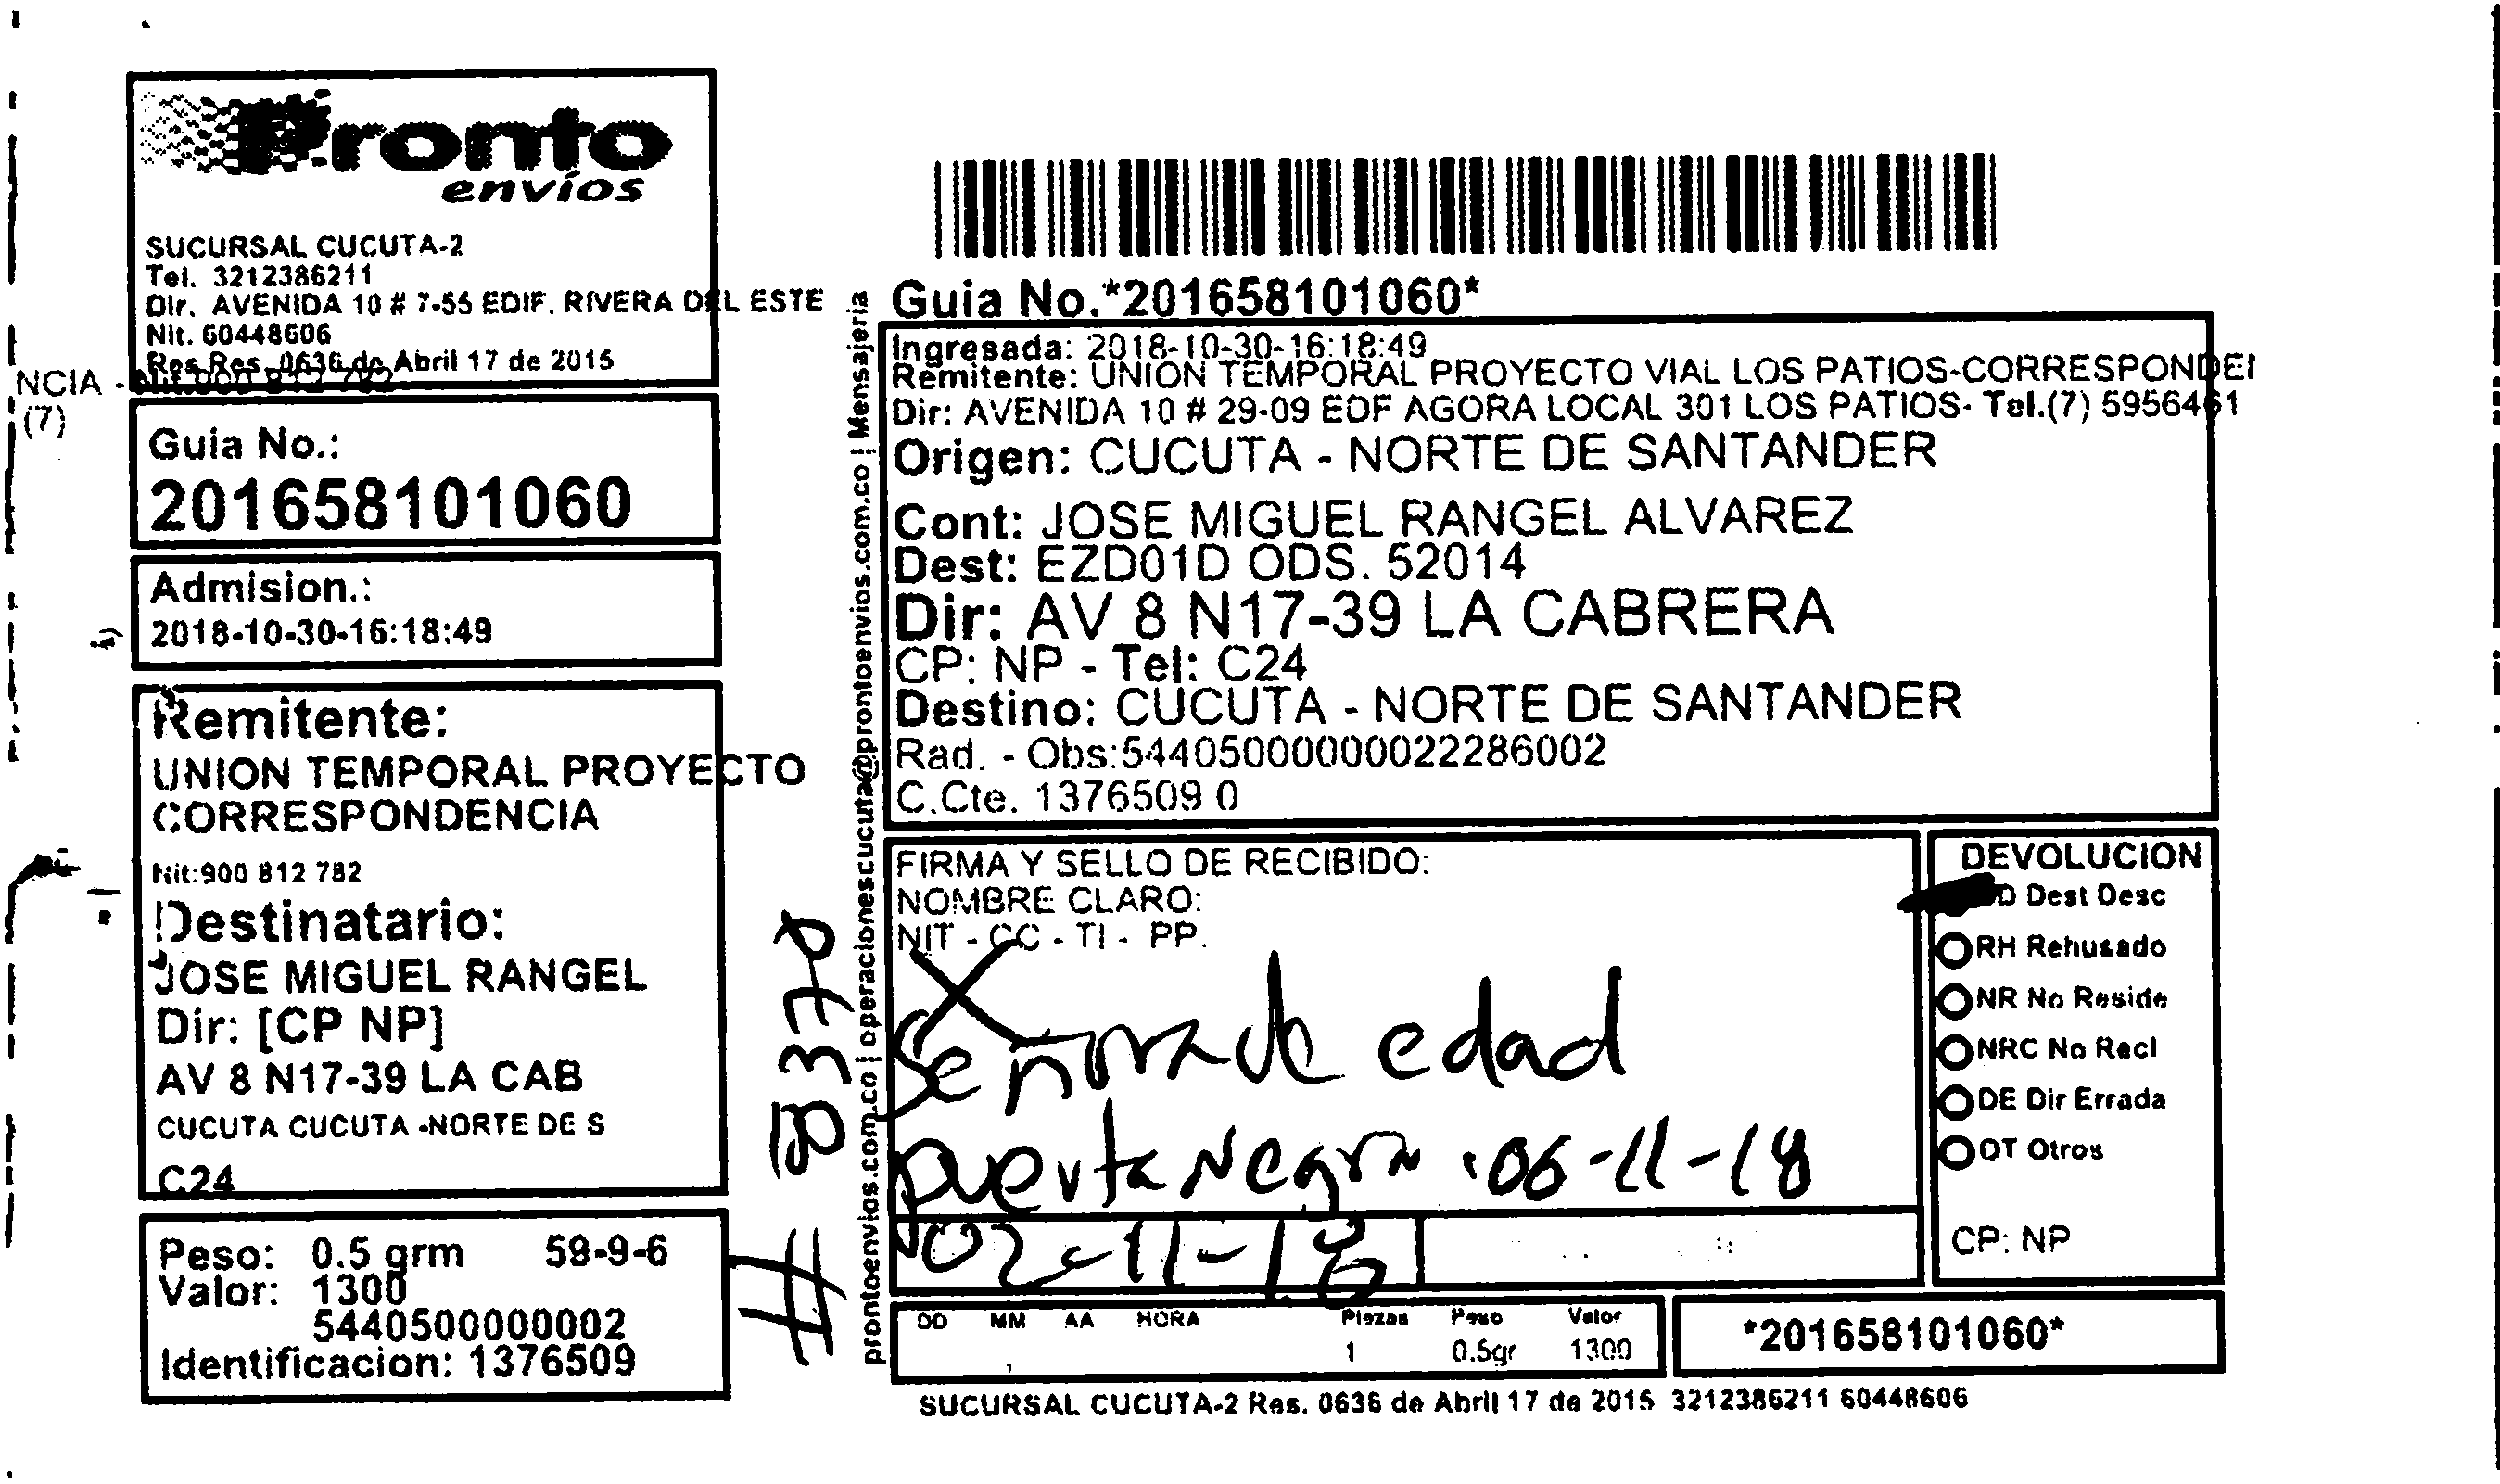 Pronto
envíos
SUCURSAL CUCUTA-2
Tel. 3212386211
Dir. AVENIDA 10 # 7-55 EDIF. RIVERA DEL ESTE
Nit. 60448606
Res.Res. 0636 de Abril 17 de 2015
NCIA - Nit:900 812 782
(7)
Guia No.:
201658101060
Admision.:
2018-10-30-16:18:49
Remitente:
UNION TEMPORAL PROYECTO
CORRESPONDENCIA
Nit:900 812 782
Destinatario:
JOSE MIGUEL RANGEL
Dir: [CP NP]
AV 8 N17-39 LA CAB
CUCUTA CUCUTA -NORTE DE S
C24
Peso: 0.5 grm 58-9-6
Valor: 1300
5440500000002
Identificacion: 1376509
prontoenvios.com.co | operacionescucuta@prontoenvios.com.co | Mensajeria
Guia No.*201658101060*
Ingresada: 2018-10-30-16:18:49
Remitente: UNION TEMPORAL PROYECTO VIAL LOS PATIOS-CORRESPONDEI
Dir: AVENIDA 10 # 29-09 EDF AGORA LOCAL 301 LOS PATIOS- Tel.(7) 5956461
Origen: CUCUTA - NORTE DE SANTANDER
Cont: JOSE MIGUEL RANGEL ALVAREZ
Dest: EZD01D ODS. 52014
Dir: AV 8 N17-39 LA CABRERA
CP: NP - Tel: C24
Destino: CUCUTA - NORTE DE SANTANDER
Rad. - Obs:544050000000022286002
C.Cte. 1376509 0
FIRMA Y SELLO DE RECIBIDO:
NOMBRE CLARO:
NIT - CC - TI - PP.
Señora de edad
puerta Negra . 06-11-18
02-11-18
DD MM AA HORA Piezas Peso Valor
1 0.5gr 1300
DEVOLUCION
D Dest Desc
RH Rehusado
NR No Reside
NRC No Recl
DE Dir Errada
OT Otros
CP: NP
*201658101060*
SUCURSAL CUCUTA-2 Res. 0636 de Abril 17 de 2015 3212386211 60448606